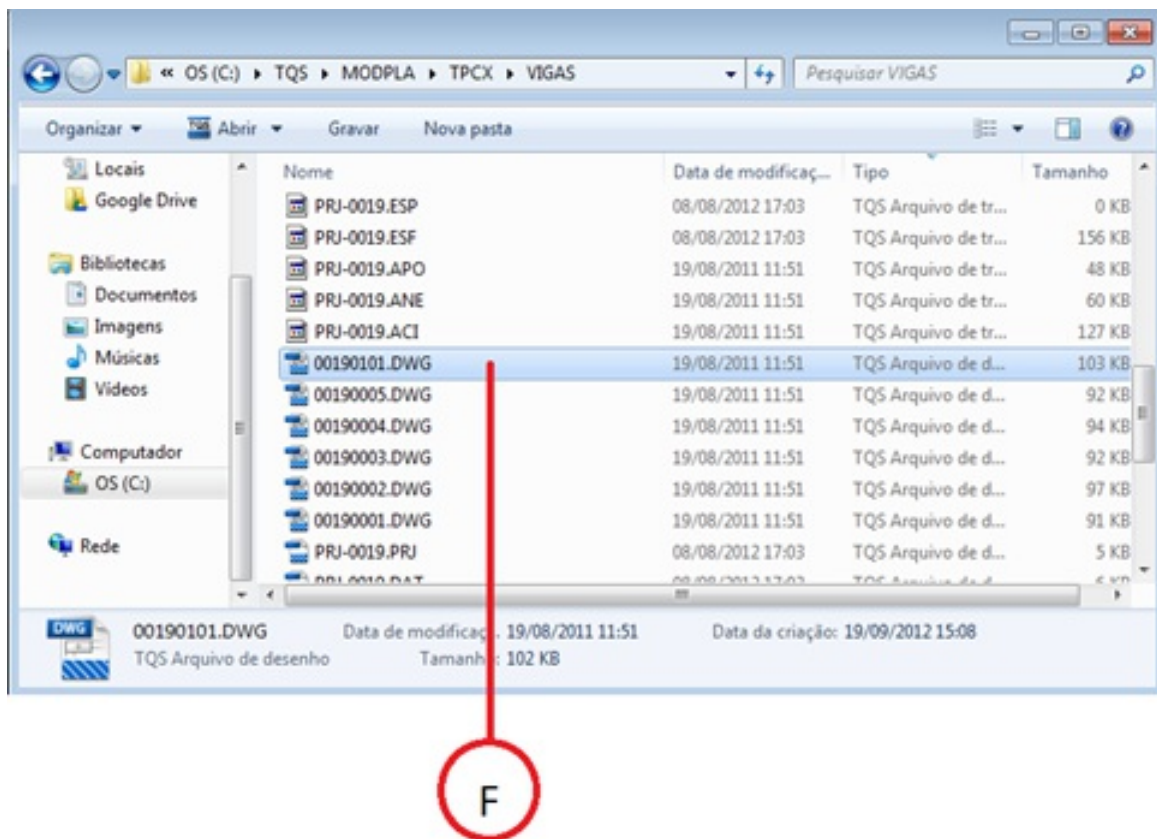 « OS (C:) ▸ TQS ▸ MODPLA ▸ TPCX ▸ VIGAS Pesquisar VIGAS
Organizar Abrir Gravar Nova pasta
Locais
Google Drive
Bibliotecas
Documentos
Imagens
Músicas
Vídeos
Computador
OS (C:)
Rede
Nome Data de modificaç... Tipo Tamanho
PRJ-0019.ESP 08/08/2012 17:03 TQS Arquivo de tr... 0 KB
PRJ-0019.ESF 08/08/2012 17:03 TQS Arquivo de tr... 156 KB
PRJ-0019.APO 19/08/2011 11:51 TQS Arquivo de tr... 48 KB
PRJ-0019.ANE 19/08/2011 11:51 TQS Arquivo de tr... 60 KB
PRJ-0019.ACI 19/08/2011 11:51 TQS Arquivo de tr... 127 KB
00190101.DWG 19/08/2011 11:51 TQS Arquivo de d... 103 KB
00190005.DWG 19/08/2011 11:51 TQS Arquivo de d... 92 KB
00190004.DWG 19/08/2011 11:51 TQS Arquivo de d... 94 KB
00190003.DWG 19/08/2011 11:51 TQS Arquivo de d... 92 KB
00190002.DWG 19/08/2011 11:51 TQS Arquivo de d... 97 KB
00190001.DWG 19/08/2011 11:51 TQS Arquivo de d... 91 KB
PRJ-0019.PRJ 08/08/2012 17:03 TQS Arquivo de d... 5 KB
DWG 00190101.DWG Data de modificaç... 19/08/2011 11:51 Data da criação: 19/09/2012 15:08
TQS Arquivo de desenho Tamanho: 102 KB
F